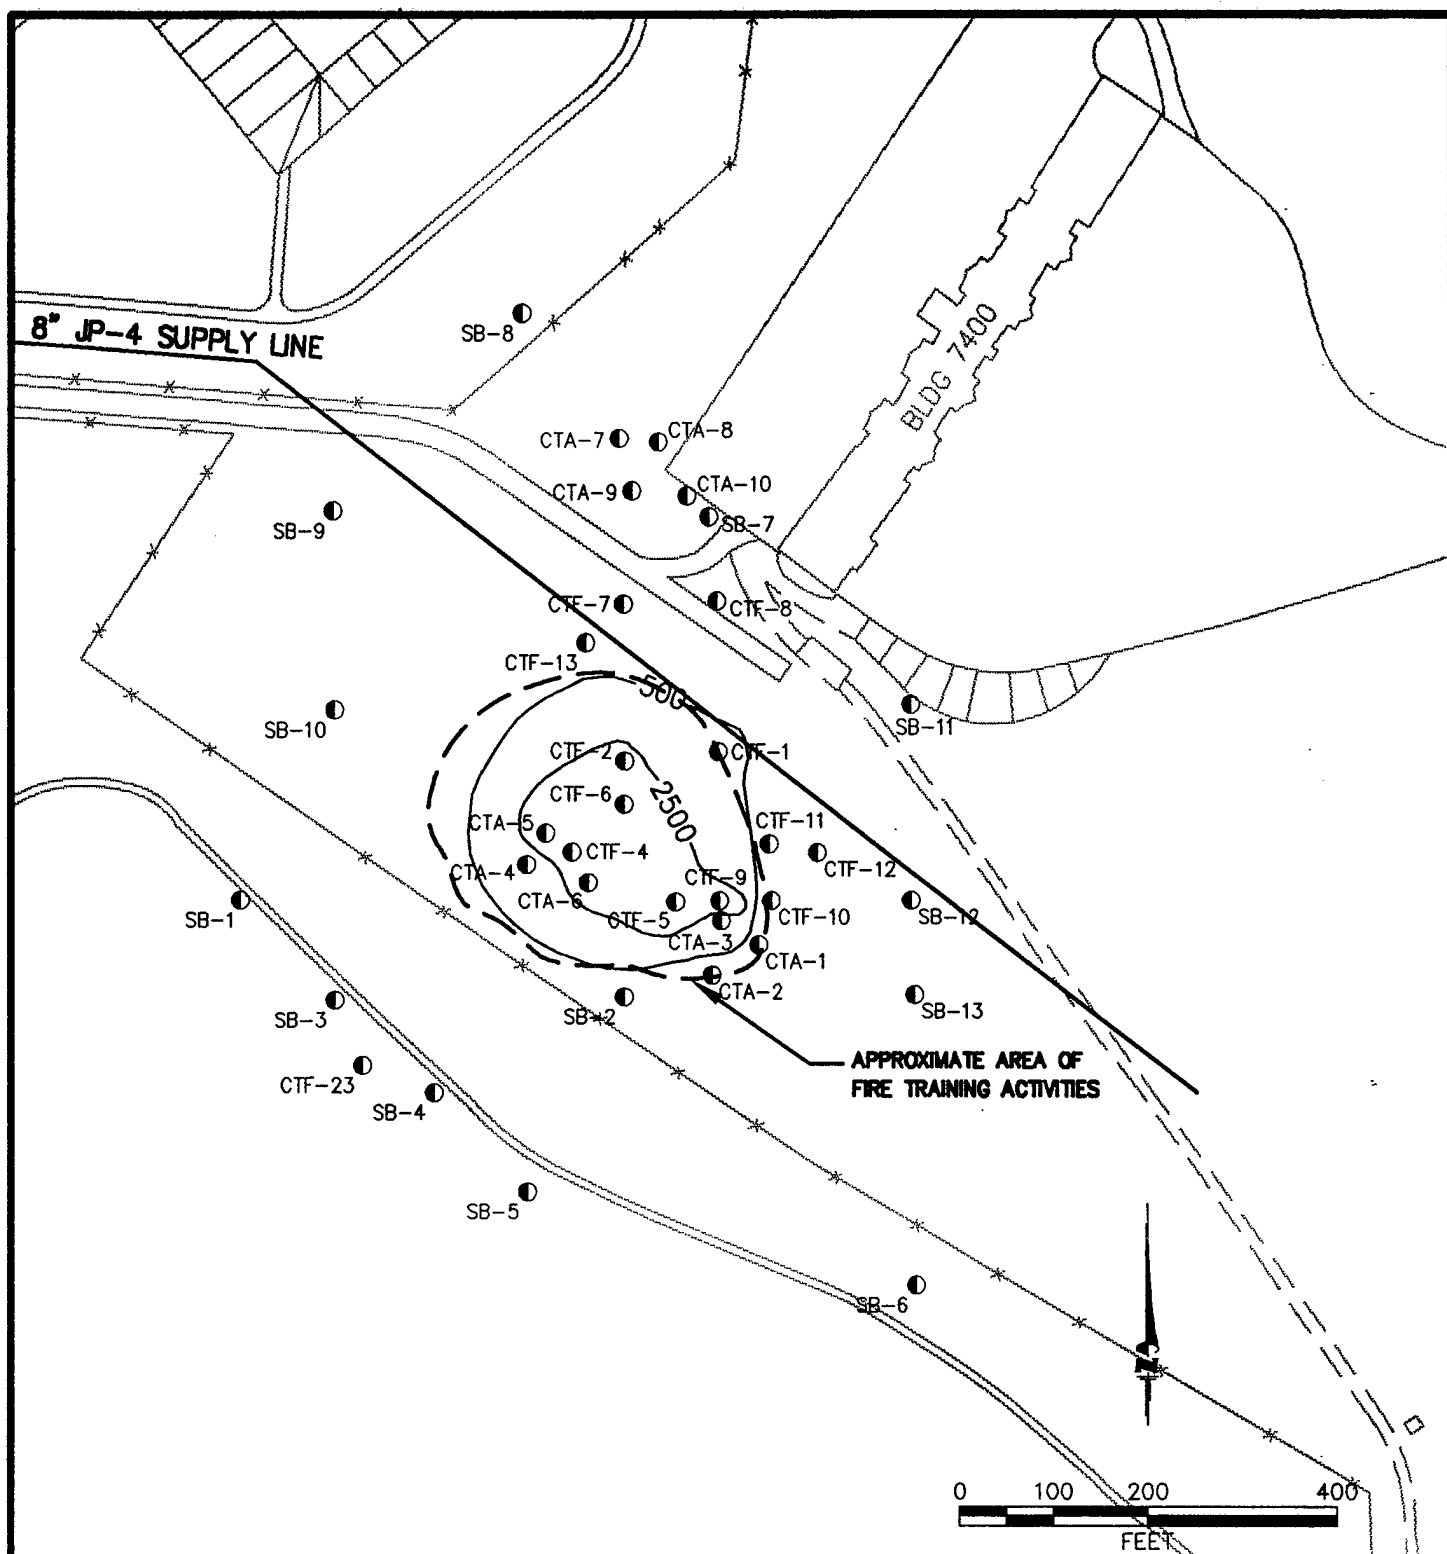 8" JP-4 SUPPLY LINE
SB-8
BLDG 7400
CTA-7
CTA-8
CTA-9
CTA-10
SB-7
SB-9
CTF-7
CTF-8
CTF-13
500
SB-10
SB-11
CTF-2
CTF-1
CTF-6
2500
CTA-5
CTF-11
CTF-4
CTA-4
CTF-12
CTF-9
CTA-6
CTF-5
CTF-10
SB-12
SB-1
CTA-3
CTA-1
CTA-2
SB-3
SB-2
SB-13
APPROXIMATE AREA OF
FIRE TRAINING ACTIVITIES
CTF-23
SB-4
SB-5
SB-6
N
0 100 200 400
FEET